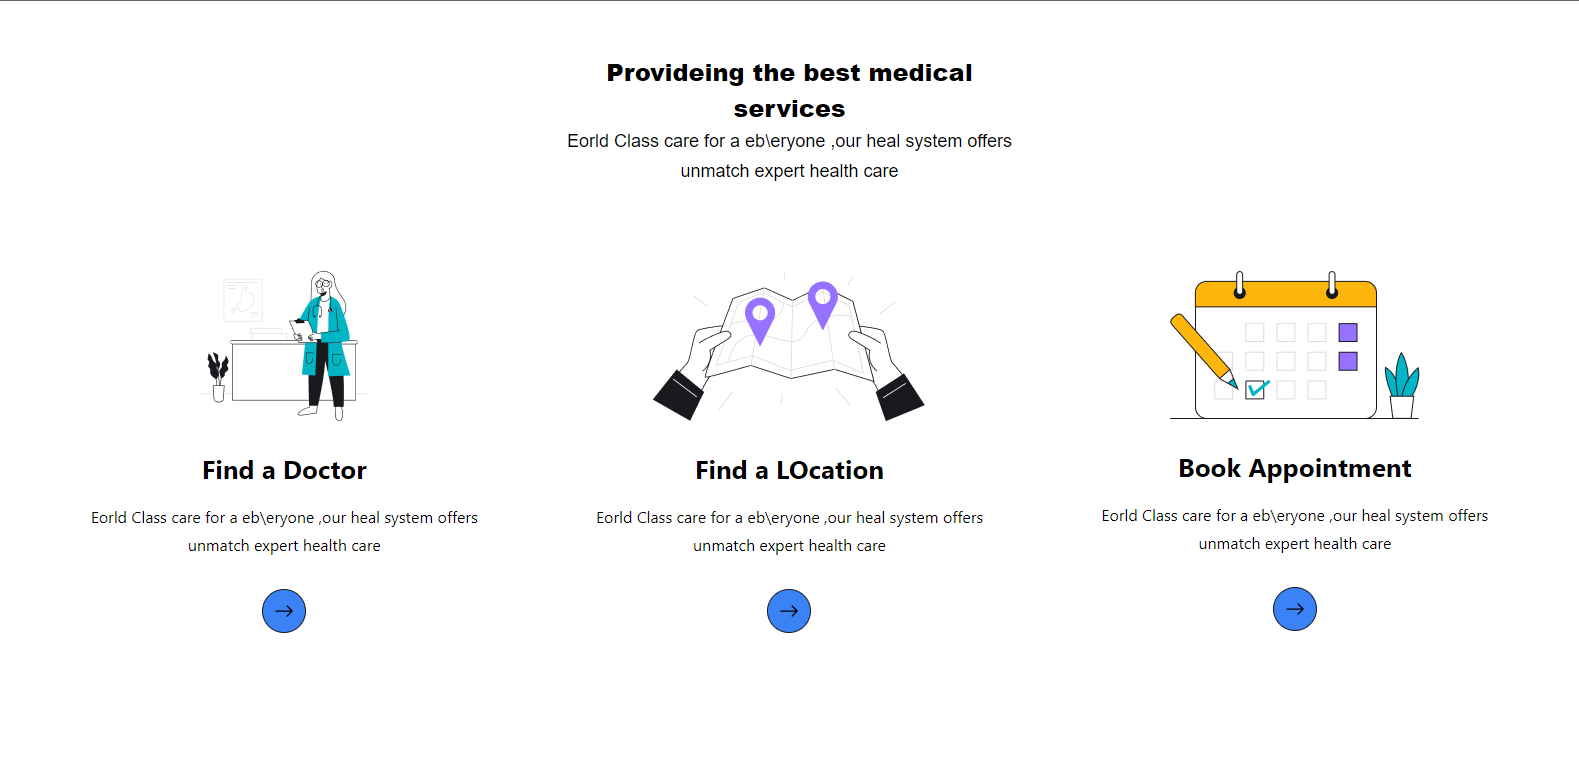 Provideing the best medical
services
Eorld Class care for a eb\eryone ,our heal system offers
unmatch expert health care
Find a Doctor
Eorld Class care for a eb\eryone ,our heal system offers
unmatch expert health care
Find a LOcation
Eorld Class care for a eb\eryone ,our heal system offers
unmatch expert health care
Book Appointment
Eorld Class care for a eb\eryone ,our heal system offers
unmatch expert health care